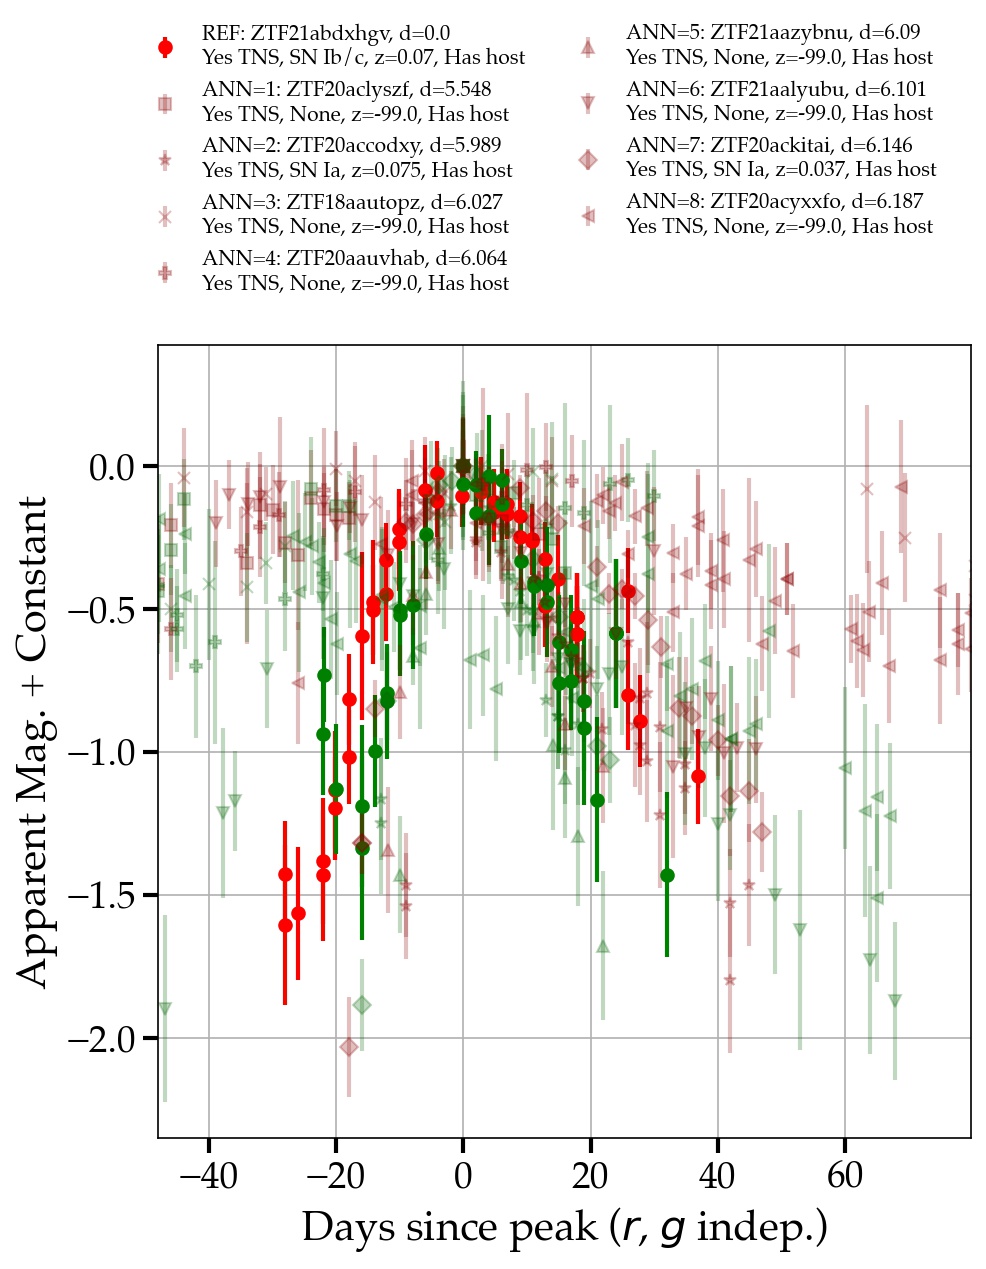 REF: ZTF21abdxhgv, d=0.0
Yes TNS, SN Ib/c, z=0.07, Has host
ANN=1: ZTF20aclyszf, d=5.548
Yes TNS, None, z=-99.0, Has host
ANN=2: ZTF20accodxy, d=5.989
Yes TNS, SN Ia, z=0.075, Has host
ANN=3: ZTF18aautopz, d=6.027
Yes TNS, None, z=-99.0, Has host
ANN=4: ZTF20aauvhab, d=6.064
Yes TNS, None, z=-99.0, Has host
ANN=5: ZTF21aazybnu, d=6.09
Yes TNS, None, z=-99.0, Has host
ANN=6: ZTF21aalyubu, d=6.101
Yes TNS, None, z=-99.0, Has host
ANN=7: ZTF20ackitai, d=6.146
Yes TNS, SN Ia, z=0.037, Has host
ANN=8: ZTF20acyxxfo, d=6.187
Yes TNS, None, z=-99.0, Has host
Apparent Mag. + Constant
0.0
−0.5
−1.0
−1.5
−2.0
−40
−20
0
20
40
60
Days since peak (r, g indep.)